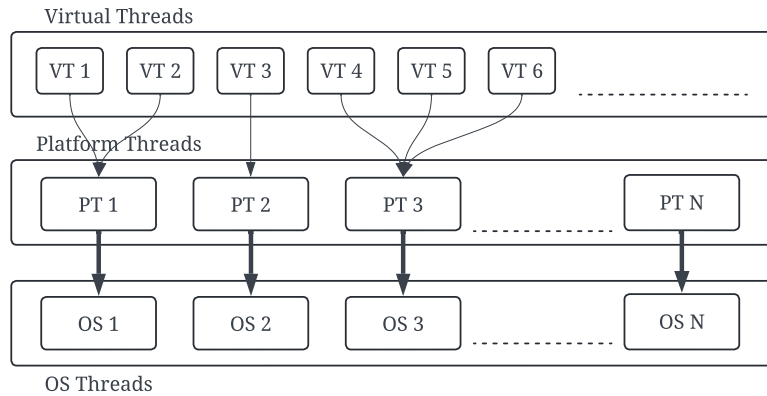 Virtual Threads
VT 1 VT 2 VT 3 VT 4 VT 5 VT 6
Platform Threads
PT 1 PT 2 PT 3 PT N
OS 1 OS 2 OS 3 OS N
OS Threads